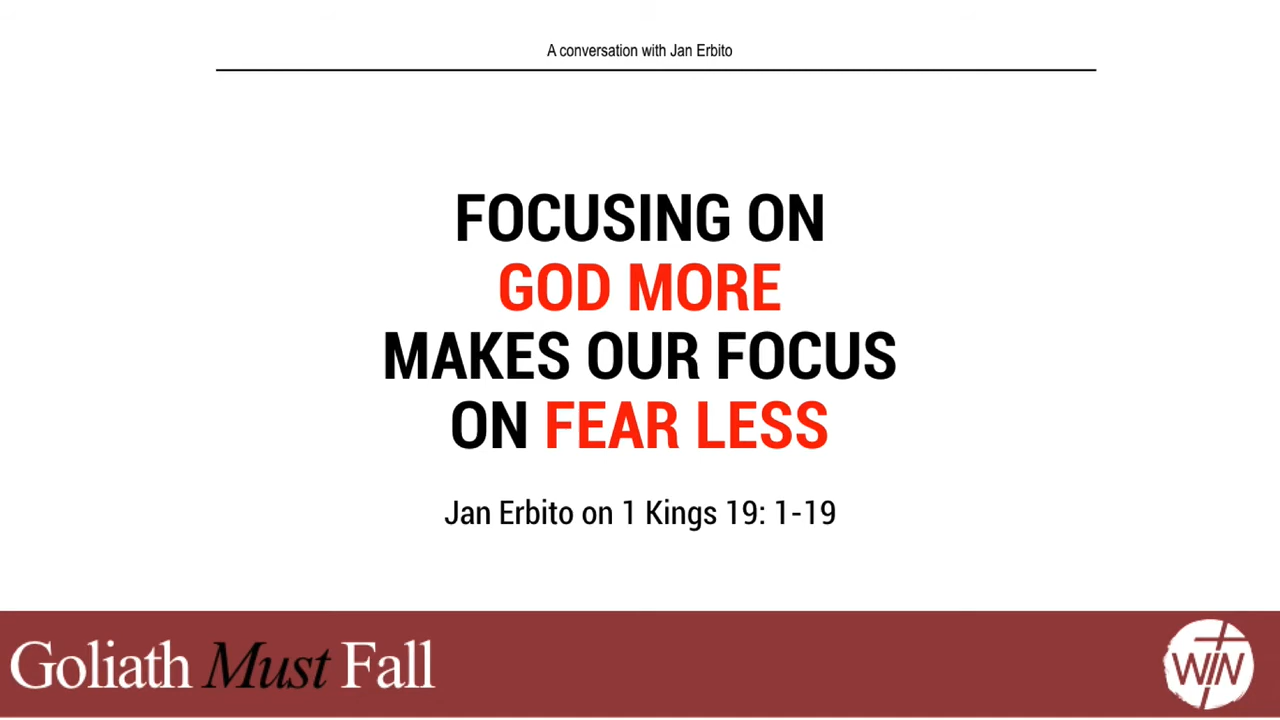 A conversation with Jan Erbito
FOCUSING ON
GOD MORE
MAKES OUR FOCUS
ON FEAR LESS
Jan Erbito on 1 Kings 19: 1-19
Goliath Must Fall
WIN